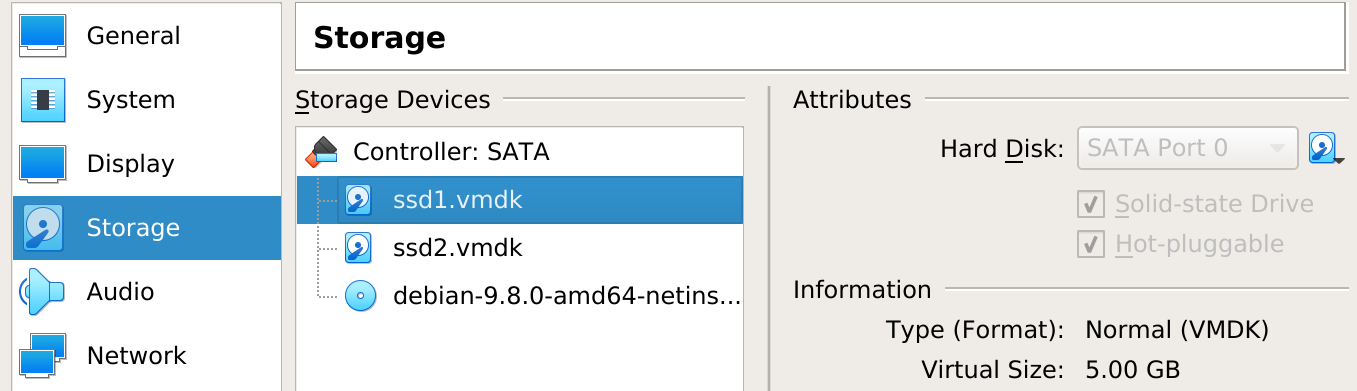 General
System
Display
Storage
Audio
Network
Storage
Storage Devices
Controller: SATA
ssd1.vmdk
ssd2.vmdk
debian-9.8.0-amd64-netins...
Attributes
Hard Disk: SATA Port 0
Solid-state Drive
Hot-pluggable
Information
Type (Format): Normal (VMDK)
Virtual Size: 5.00 GB